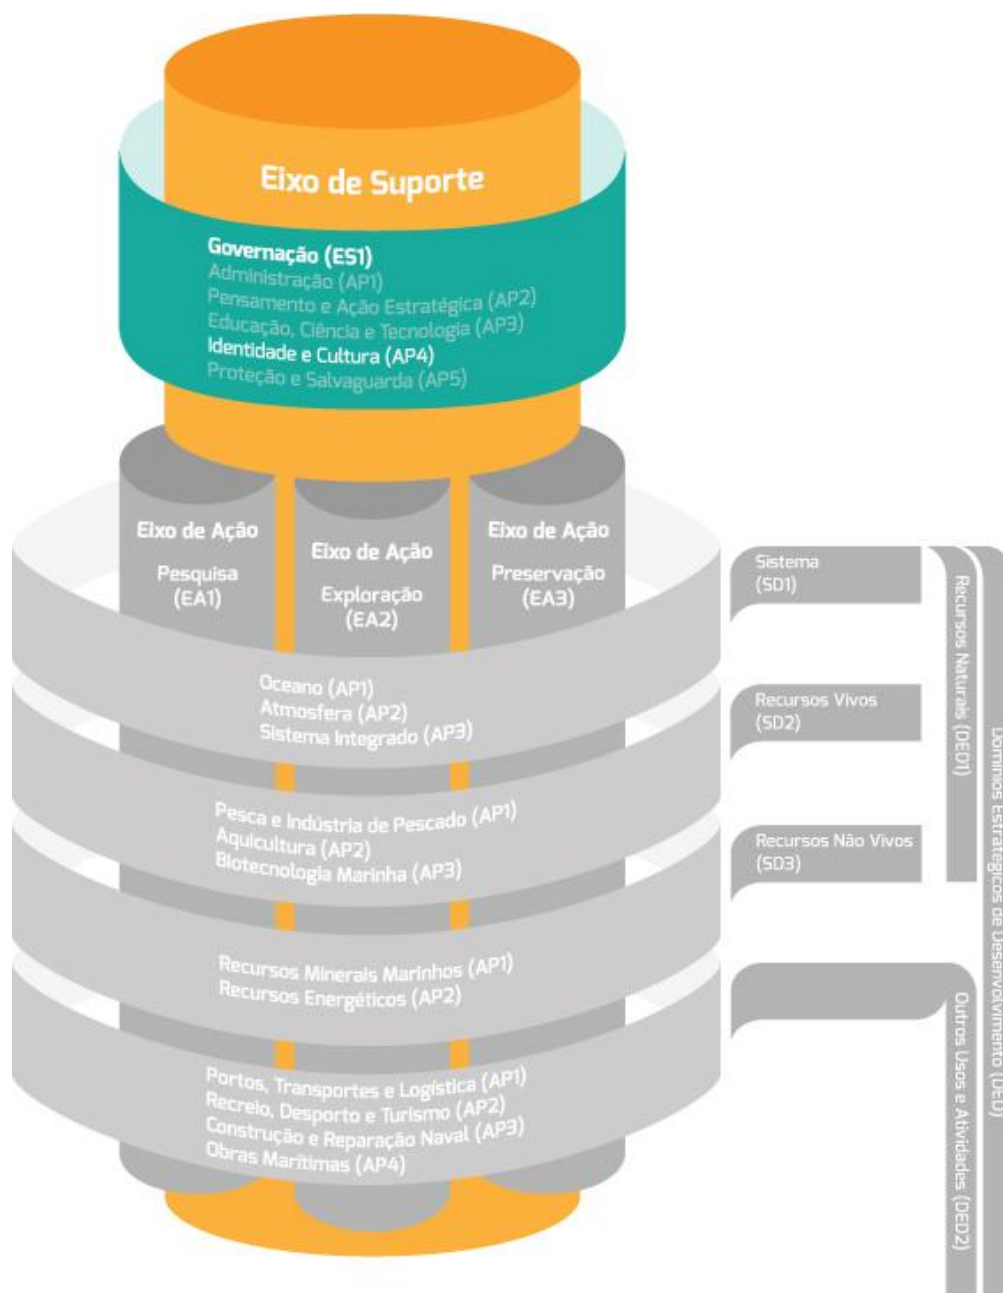 Eixo de Suporte
Governação (ES1)
Administração (AP1)
Pensamento e Ação Estratégica (AP2)
Educação, Ciência e Tecnologia (AP3)
Identidade e Cultura (AP4)
Proteção e Salvaguarda (AP5)
Eixo de Ação
Pesquisa
(EA1)
Eixo de Ação
Exploração
(EA2)
Eixo de Ação
Preservação
(EA3)
Oceano (AP1)
Atmosfera (AP2)
Sistema Integrado (AP3)
Pesca e Indústria de Pescado (AP1)
Aquicultura (AP2)
Biotecnologia Marinha (AP3)
Recursos Minerais Marinhos (AP1)
Recursos Energéticos (AP2)
Portos, Transportes e Logística (AP1)
Recreio, Desporto e Turismo (AP2)
Construção e Reparação Naval (AP3)
Obras Marítimas (AP4)
Sistema
(SD1)
Recursos Vivos
(SD2)
Recursos Não Vivos
(SD3)
Recursos Naturais (DED1)
Outros Usos e Atividades (DED2)
Domínios Estratégicos de Desenvolvimento (DED)